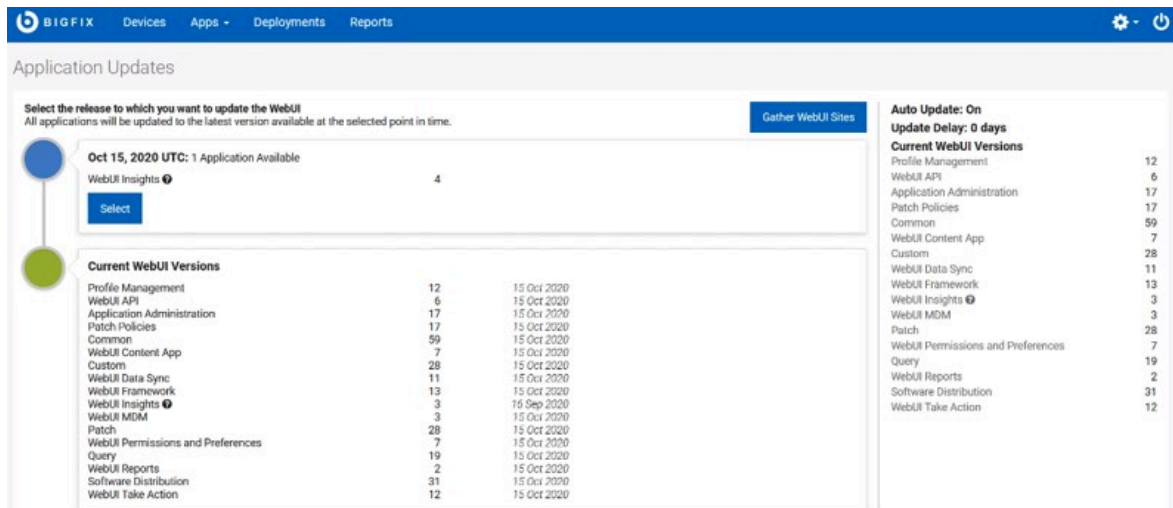 BIGFIX Devices Apps Deployments Reports
Application Updates
Select the release to which you want to update the WebUI
All applications will be updated to the latest version available at the selected point in time.
Gather WebUI Sites
Oct 15, 2020 UTC: 1 Application Available
WebUI Insights ? 4
Select
Current WebUI Versions
Profile Management 12 15 Oct 2020
WebUI API 6 15 Oct 2020
Application Administration 17 15 Oct 2020
Patch Policies 17 15 Oct 2020
Common 59 15 Oct 2020
WebUI Content App 7 15 Oct 2020
Custom 28 15 Oct 2020
WebUI Data Sync 11 15 Oct 2020
WebUI Framework 13 15 Oct 2020
WebUI Insights ? 3 16 Sep 2020
WebUI MDM 3 15 Oct 2020
Patch 28 15 Oct 2020
WebUI Permissions and Preferences 7 15 Oct 2020
Query 19 15 Oct 2020
WebUI Reports 2 15 Oct 2020
Software Distribution 31 15 Oct 2020
WebUI Take Action 12 15 Oct 2020
Auto Update: On
Update Delay: 0 days
Current WebUI Versions
Profile Management 12
WebUI API 6
Application Administration 17
Patch Policies 17
Common 59
WebUI Content App 7
Custom 28
WebUI Data Sync 11
WebUI Framework 13
WebUI Insights ? 3
WebUI MDM 3
Patch 28
WebUI Permissions and Preferences 7
Query 19
WebUI Reports 2
Software Distribution 31
WebUI Take Action 12